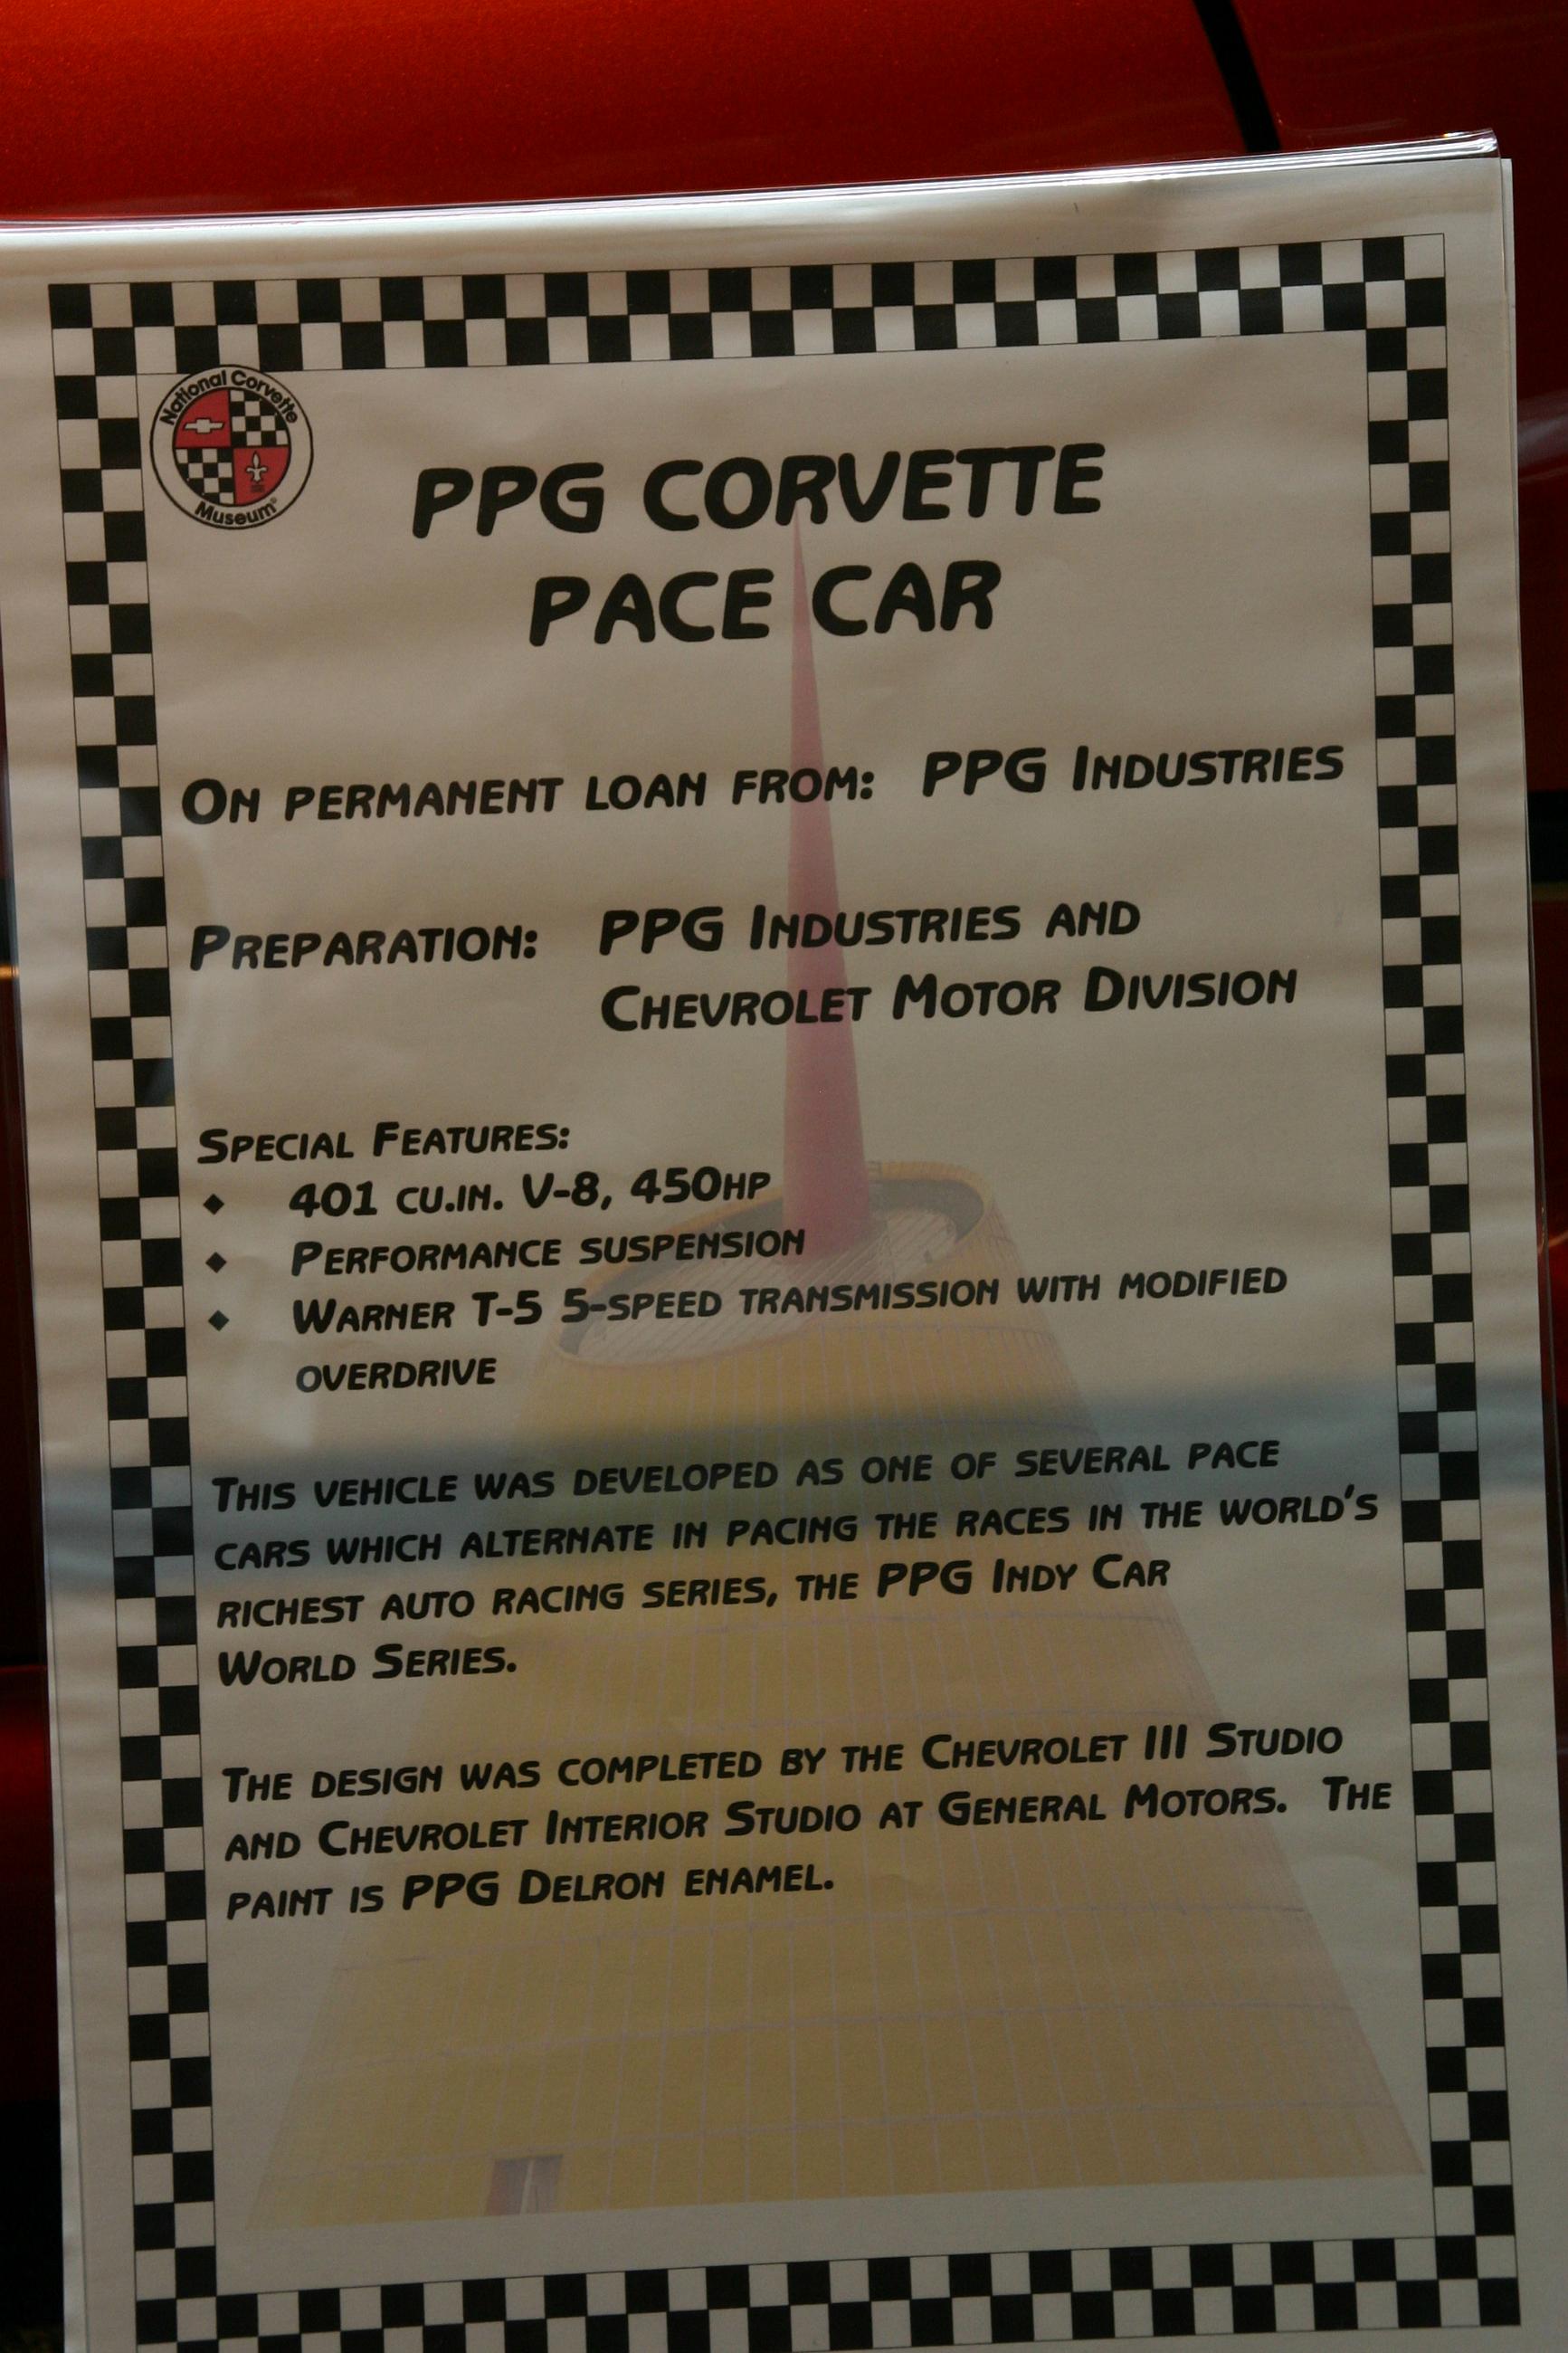 National Corvette
Museum
PPG CORVETTE
PACE CAR
ON PERMANENT LOAN FROM: PPG INDUSTRIES
PREPARATION: PPG INDUSTRIES AND
CHEVROLET MOTOR DIVISION
SPECIAL FEATURES:
◆ 401 CU.IN. V-8, 450HP
◆ PERFORMANCE SUSPENSION
◆ WARNER T-5 5-SPEED TRANSMISSION WITH MODIFIED
OVERDRIVE
THIS VEHICLE WAS DEVELOPED AS ONE OF SEVERAL PACE
CARS WHICH ALTERNATE IN PACING THE RACES IN THE WORLD'S
RICHEST AUTO RACING SERIES, THE PPG INDY CAR
WORLD SERIES.
THE DESIGN WAS COMPLETED BY THE CHEVROLET III STUDIO
AND CHEVROLET INTERIOR STUDIO AT GENERAL MOTORS. THE
PAINT IS PPG DELRON ENAMEL.